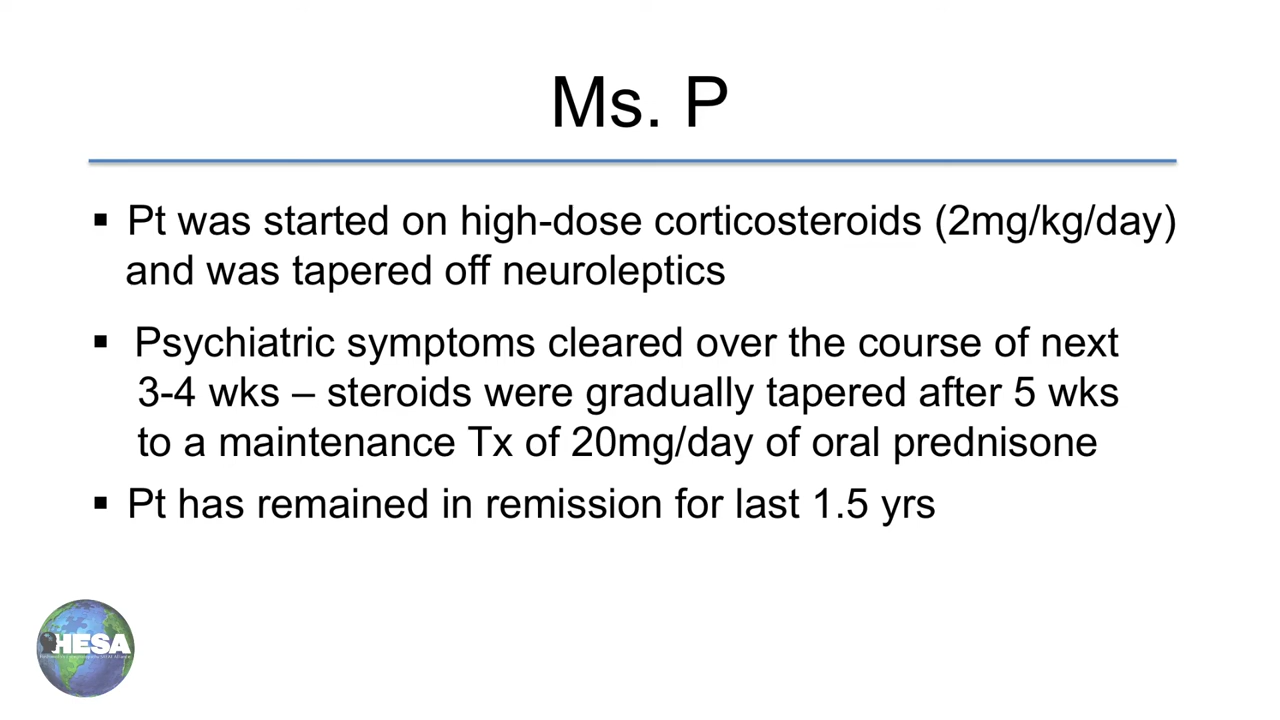 Ms. P
▪ Pt was started on high-dose corticosteroids (2mg/kg/day)
and was tapered off neuroleptics
▪ Psychiatric symptoms cleared over the course of next
3-4 wks – steroids were gradually tapered after 5 wks
to a maintenance Tx of 20mg/day of oral prednisone
▪ Pt has remained in remission for last 1.5 yrs
HESA